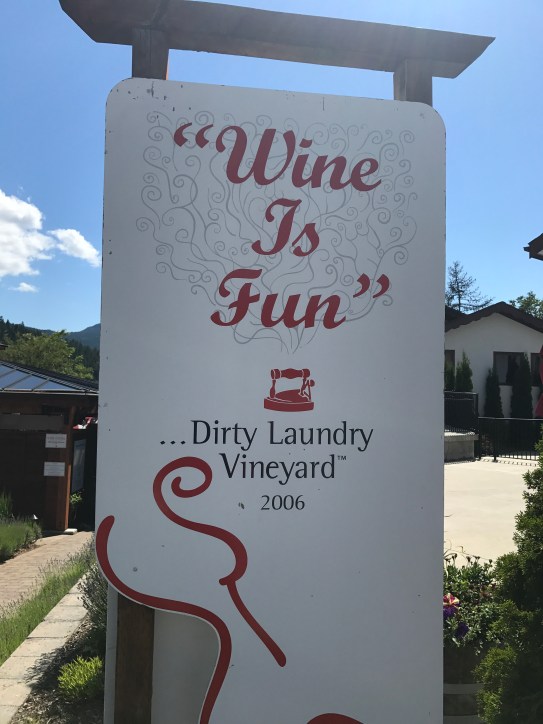 “Wine
Is
Fun”
...Dirty Laundry
Vineyard™
2006